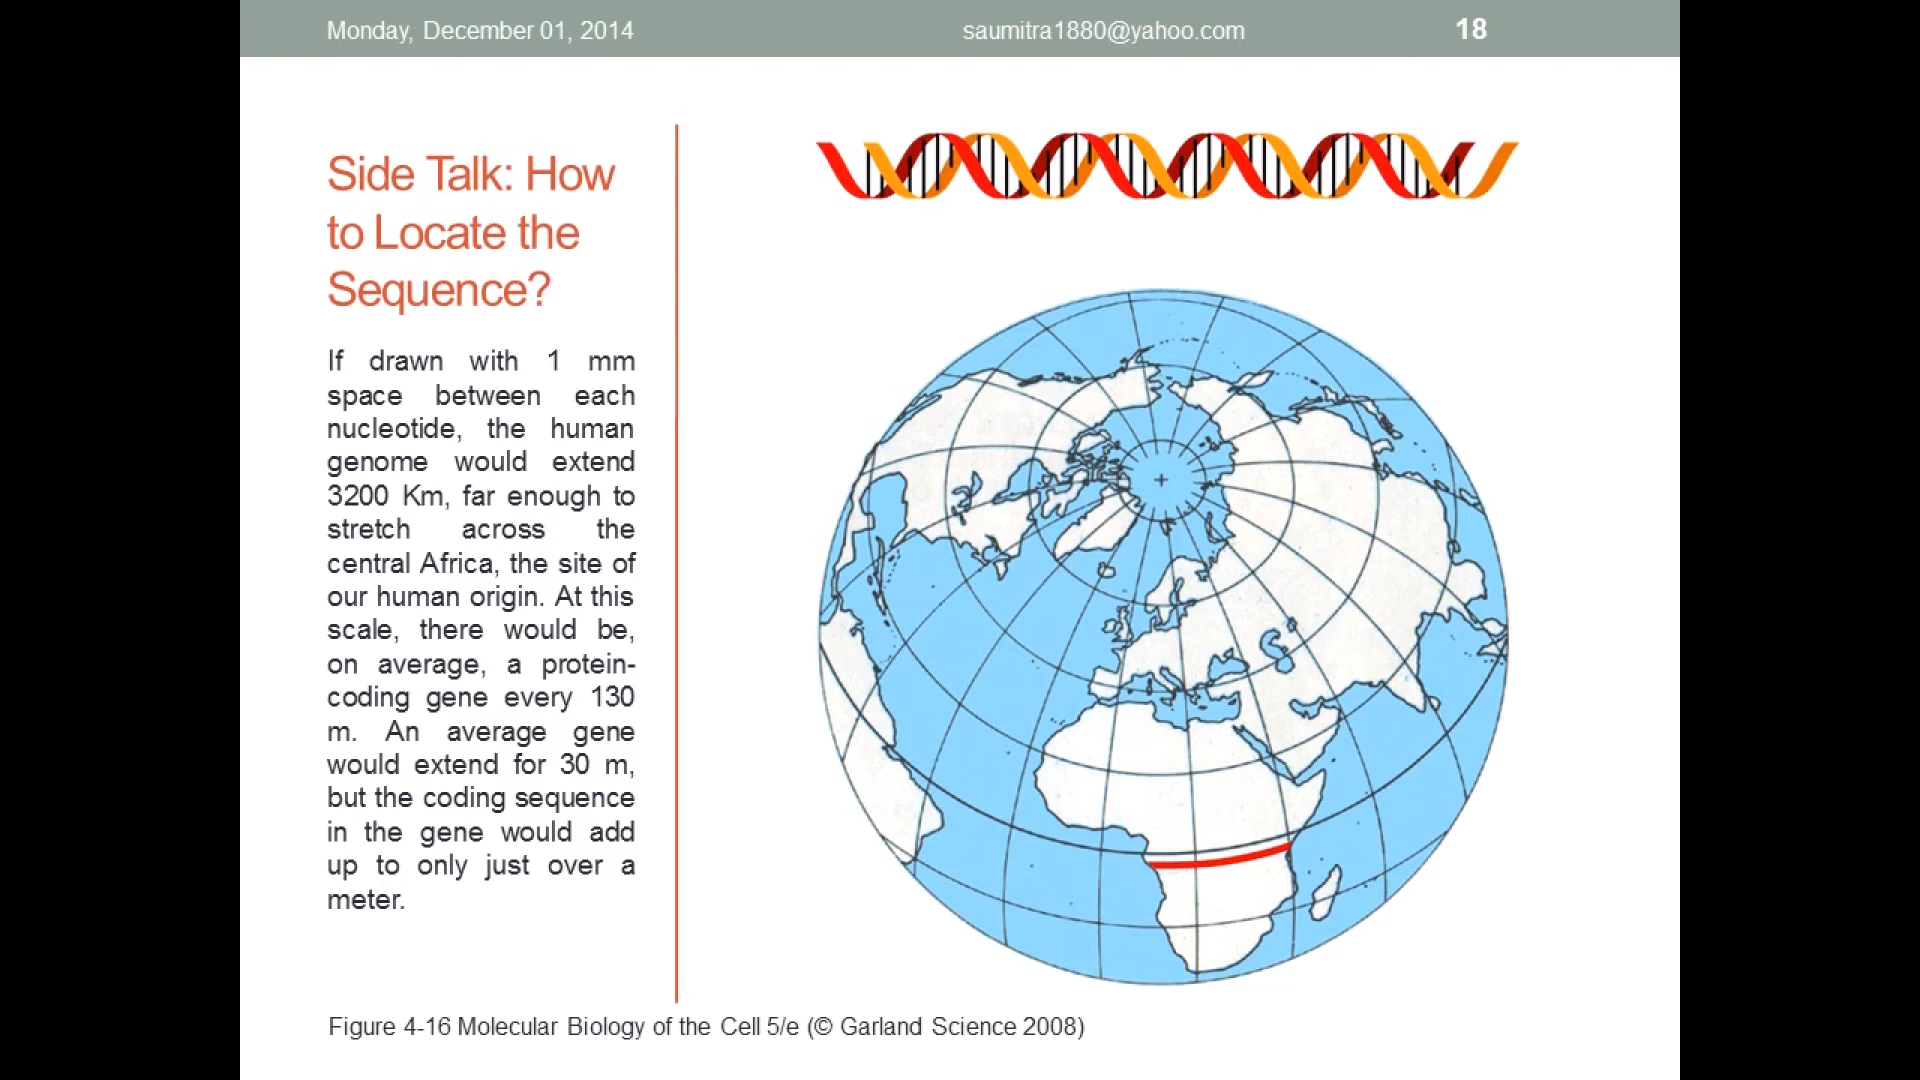 Monday, December 01, 2014 saumitra1880@yahoo.com 18
Side Talk: How
to Locate the
Sequence?
If drawn with 1 mm
space between each
nucleotide, the human
genome would extend
3200 Km, far enough to
stretch across the
central Africa, the site of
our human origin. At this
scale, there would be,
on average, a protein-
coding gene every 130
m. An average gene
would extend for 30 m,
but the coding sequence
in the gene would add
up to only just over a
meter.
Figure 4-16 Molecular Biology of the Cell 5/e (© Garland Science 2008)